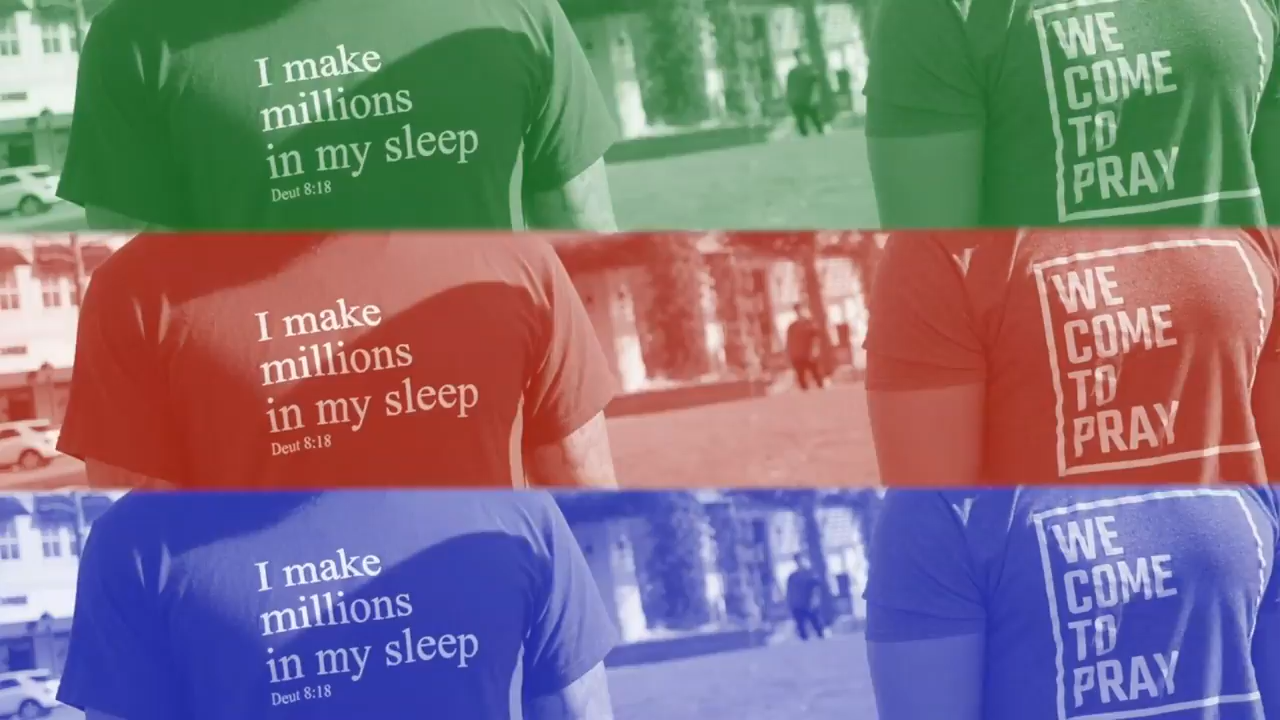 I make
millions
in my sleep
Deut 8:18
WE
COME
TO
PRAY
I make
millions
in my sleep
Deut 8:18
WE
COME
TO
PRAY
I make
millions
in my sleep
Deut 8:18
WE
COME
TO
PRAY